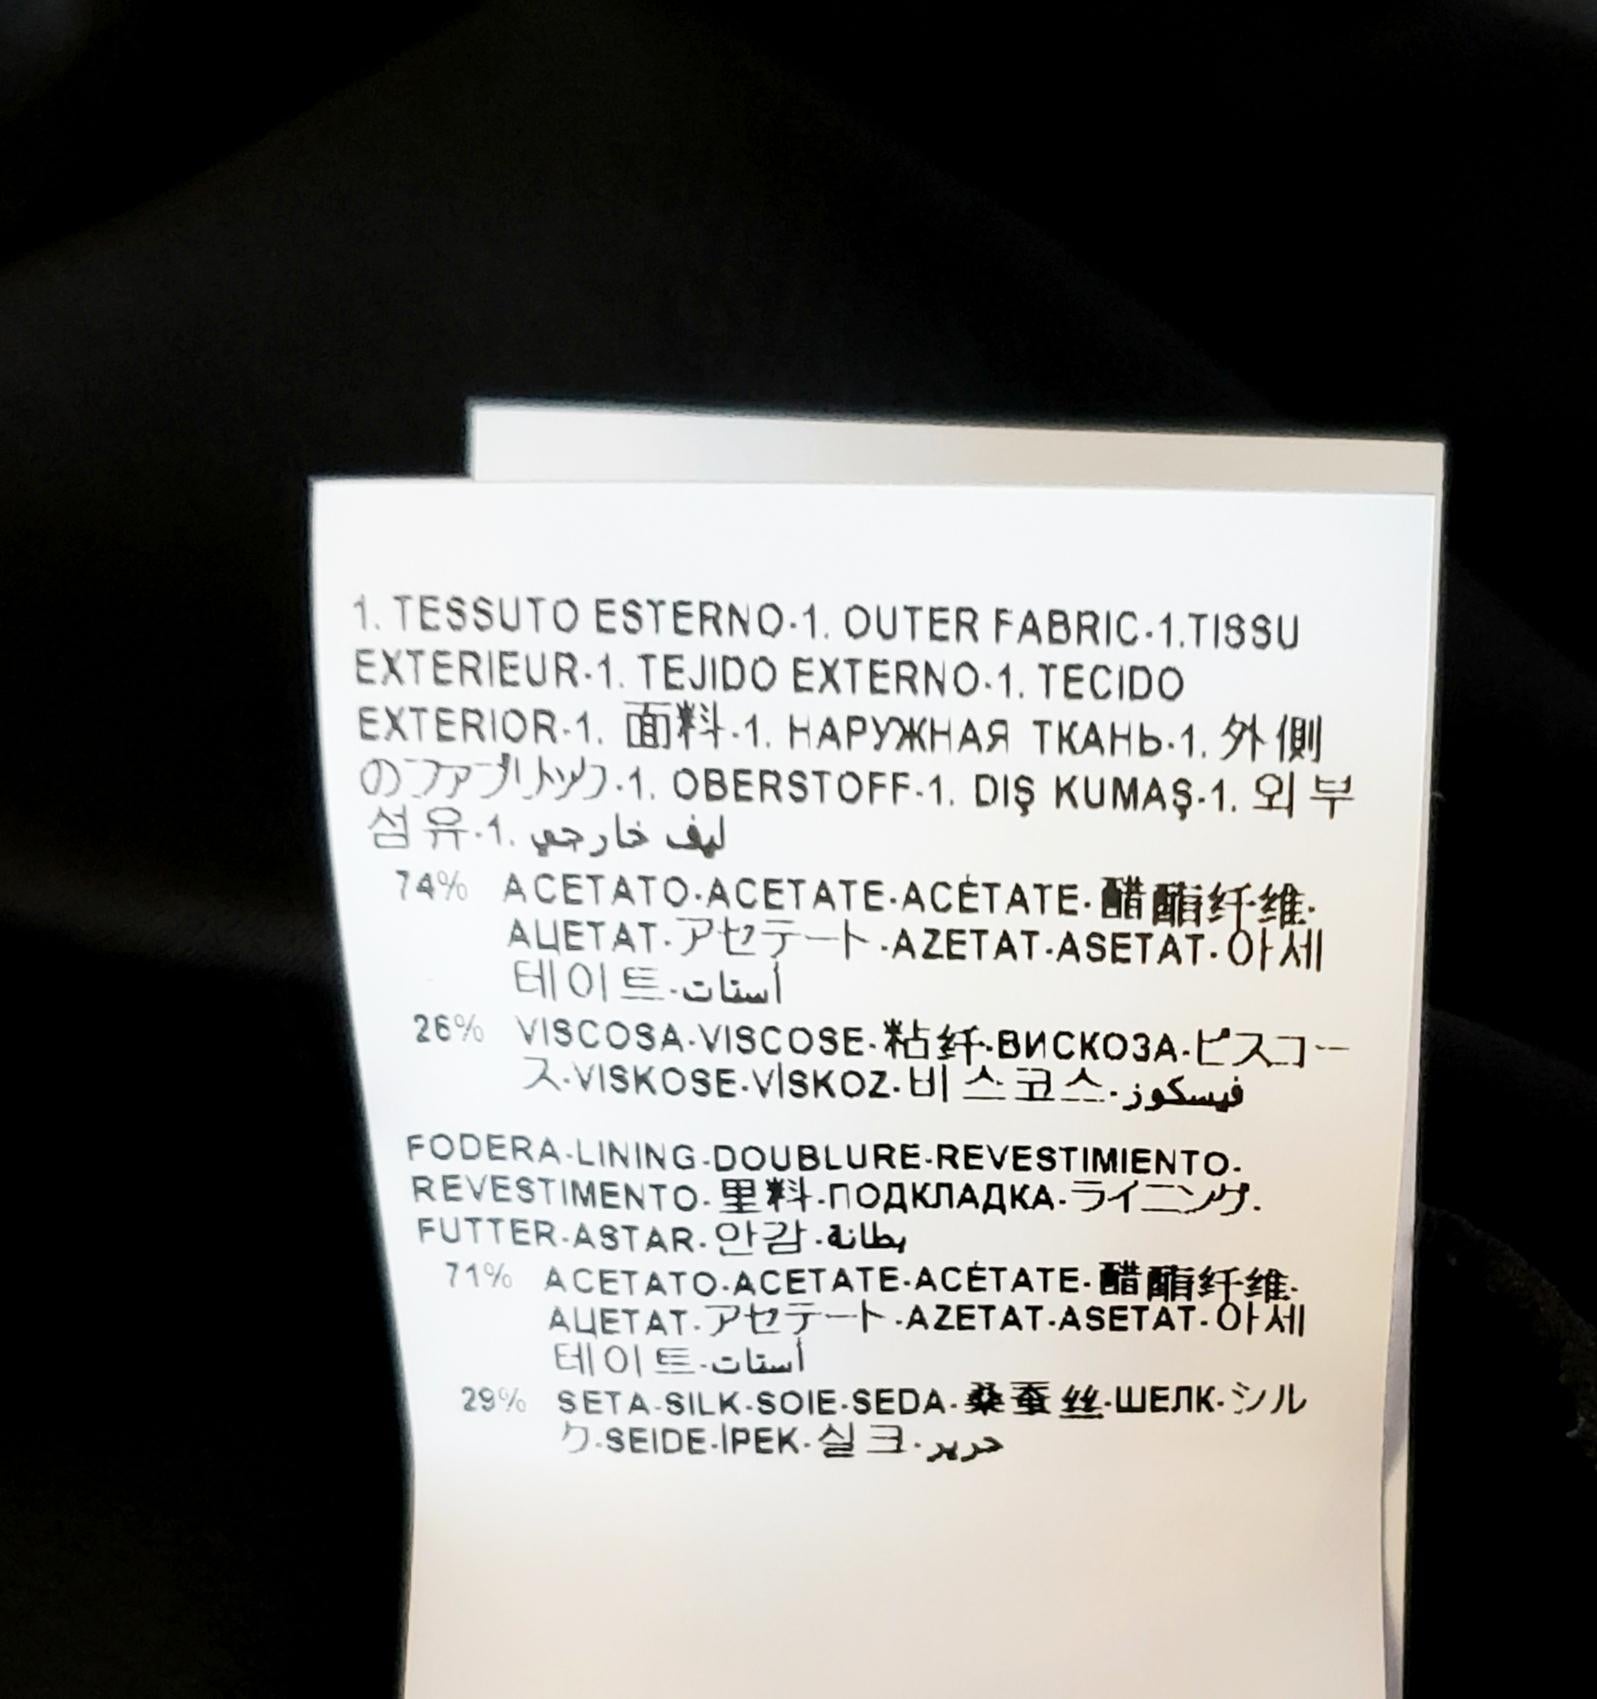 1. TESSUTO ESTERNO-1. OUTER FABRIC-1.TISSU
EXTERIEUR-1. TEJIDO EXTERNO-1. TECIDO
EXTERIOR-1. 面料-1. НАРУЖНАЯ ТКАНЬ-1. 外側
のファブリック-1. OBERSTOFF-1. DIŞ KUMAŞ-1. 외부
섬유-1. ليف خارجي
74% ACETATO-ACETATE-ACÉTATE-醋酯纤维-
АЦЕТАТ-アセテート-AZETAT-ASETAT-아세
테이트-أستات
26% VISCOSA-VISCOSE-粘纤-ВИСКОЗА-ビスコー
ス-VISKOSE-VİSKOZ-비스코스-فيسكوز
FODERA-LINING-DOUBLURE-REVESTIMIENTO-
REVESTIMENTO-里料-ПОДКЛАДКА-ライニング-
FUTTER-ASTAR-안감-بطانة
71% ACETATO-ACETATE-ACÉTATE-醋酯纤维-
АЦЕТАТ-アセテート-AZETAT-ASETAT-아세
테이트-أستات
29% SETA-SILK-SOIE-SEDA-桑蚕丝-ШЕЛК-シル
ク-SEIDE-İPEK-실크-حرير